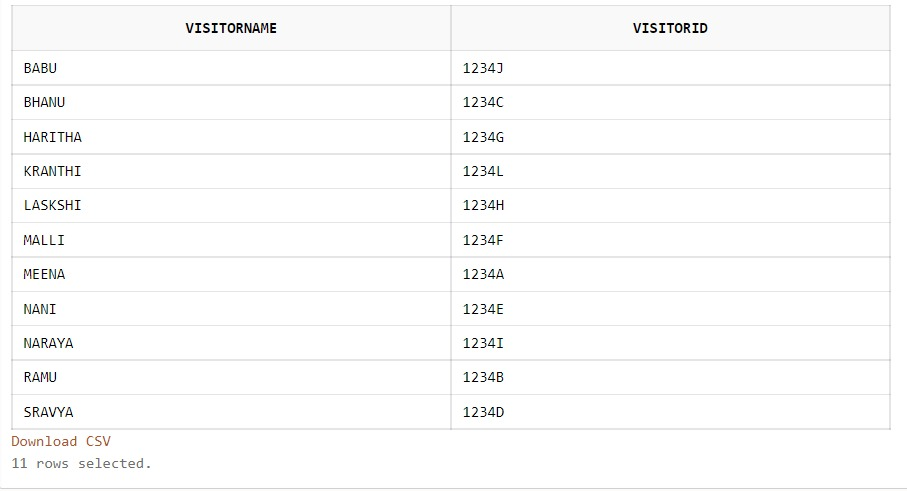 VISITORNAME VISITORID
BABU 1234J
BHANU 1234C
HARITHA 1234G
KRANTHI 1234L
LASKSHI 1234H
MALLI 1234F
MEENA 1234A
NANI 1234E
NARAYA 1234I
RAMU 1234B
SRAVYA 1234D
Download CSV
11 rows selected.